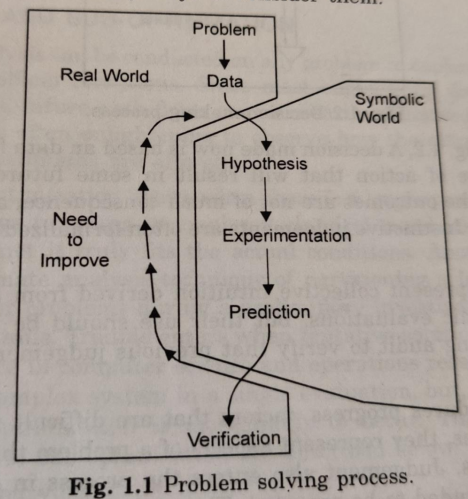 Problem
Real World
Data
Symbolic
World
Hypothesis
Need
to
Improve
Experimentation
Prediction
Verification
Fig. 1.1 Problem solving process.